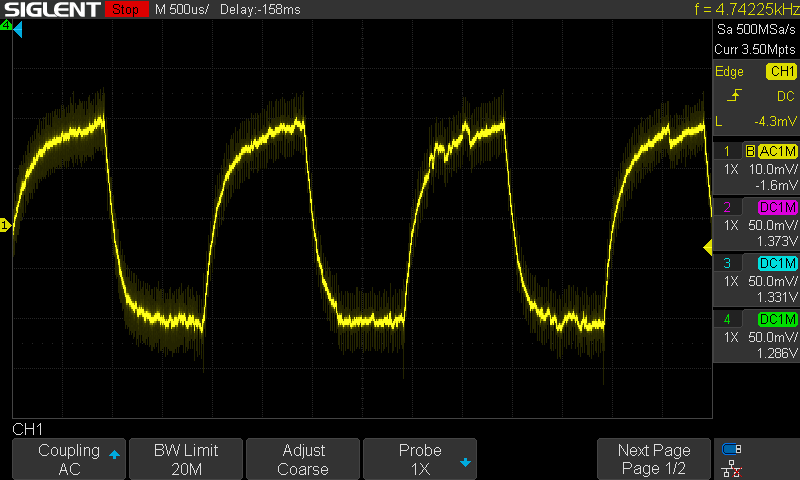 SIGLENT Stop M 500us/ Delay:-158ms f = 4.74225kHz
Sa 500MSa/s
Curr 3.50Mpts
Edge CH1
DC
L -4.3mV
1 B AC1M
1X 10.0mV/
-1.6mV
2 DC1M
1X 50.0mV/
1.373V
3 DC1M
1X 50.0mV/
1.331V
4 DC1M
1X 50.0mV/
1.286V
4
1
CH1
Coupling
AC
BW Limit
20M
Adjust
Coarse
Probe
1X
Next Page
Page 1/2